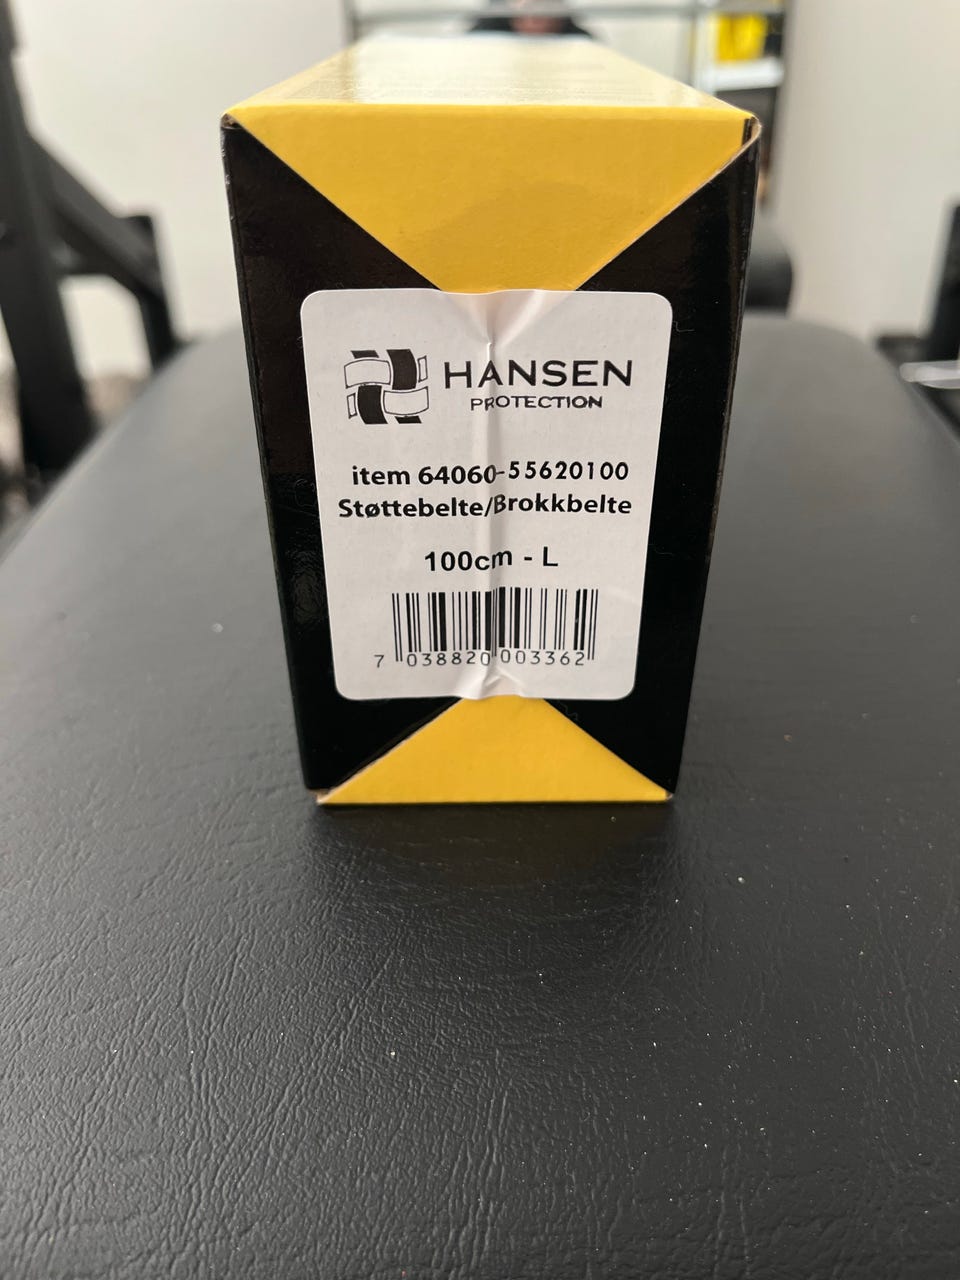 HANSEN
PROTECTION
item 64060-55620100
Støttebelte/Brokkbelte
100cm - L
7 038820 003362